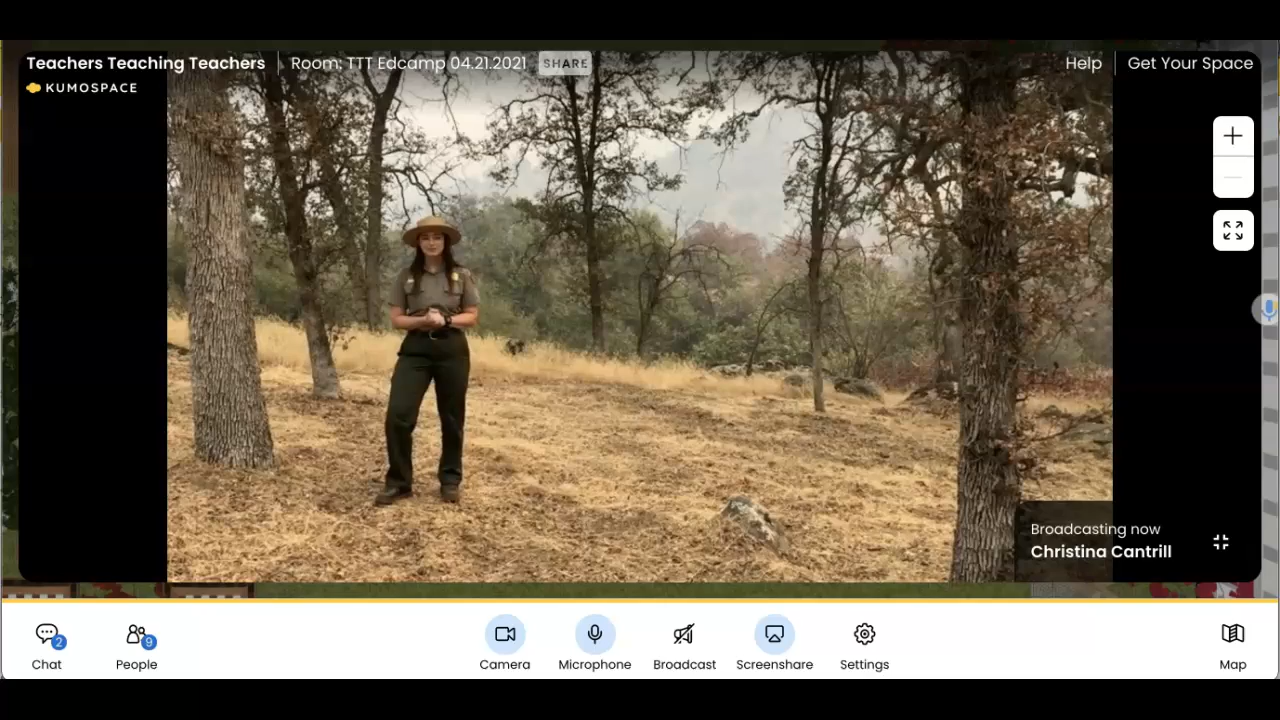 Teachers Teaching Teachers
Room: TTT Edcamp 04.21.2021
SHARE
Help
Get Your Space
KUMOSPACE
Broadcasting now
Christina Cantrill
2
9
Chat
People
Camera
Microphone
Broadcast
Screenshare
Settings
Map